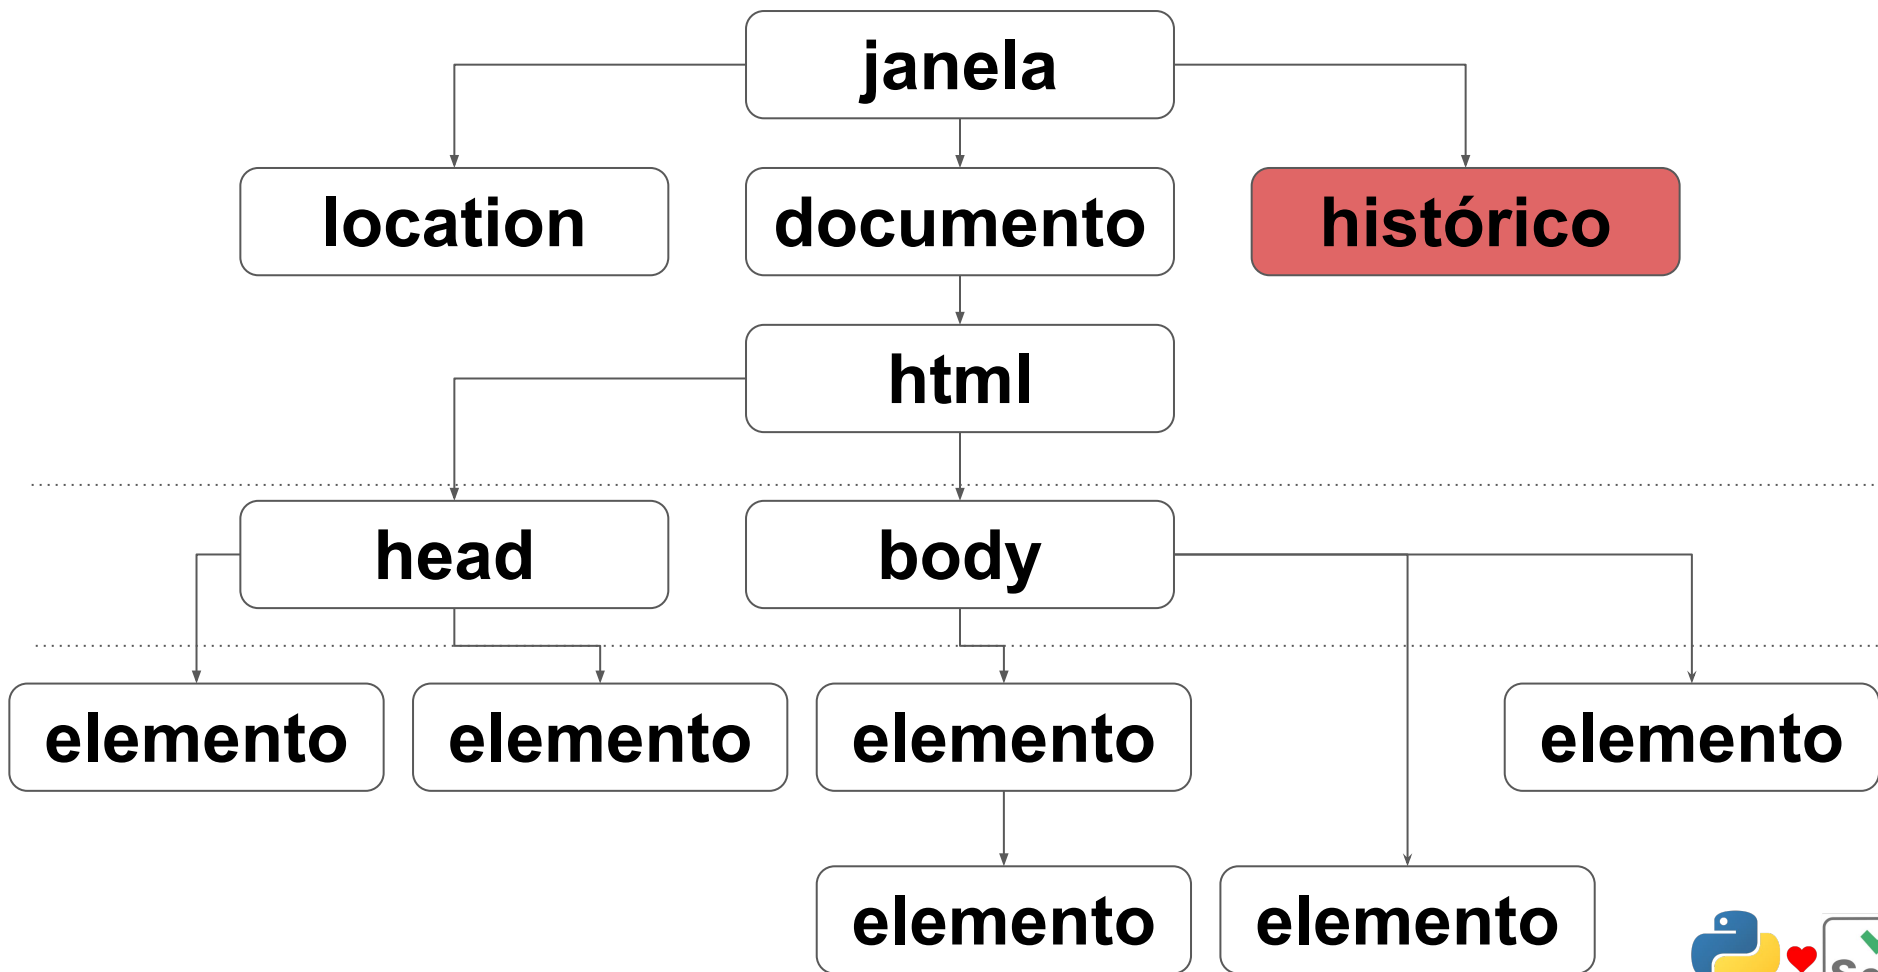 janela
location
documento
histórico
html
head
body
elemento
elemento
elemento
elemento
elemento
elemento